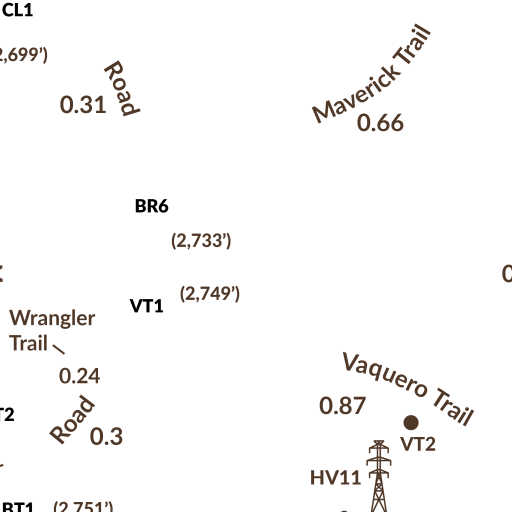 CL1
2,699’)
Road
0.31
Maverick Trail
0.66
BR6
(2,733’)
(2,749’)
VT1
Wrangler
Trail
0.24
Road
0.3
T2
Vaquero Trail
0.87
VT2
HV11
BT1 (2,751’)